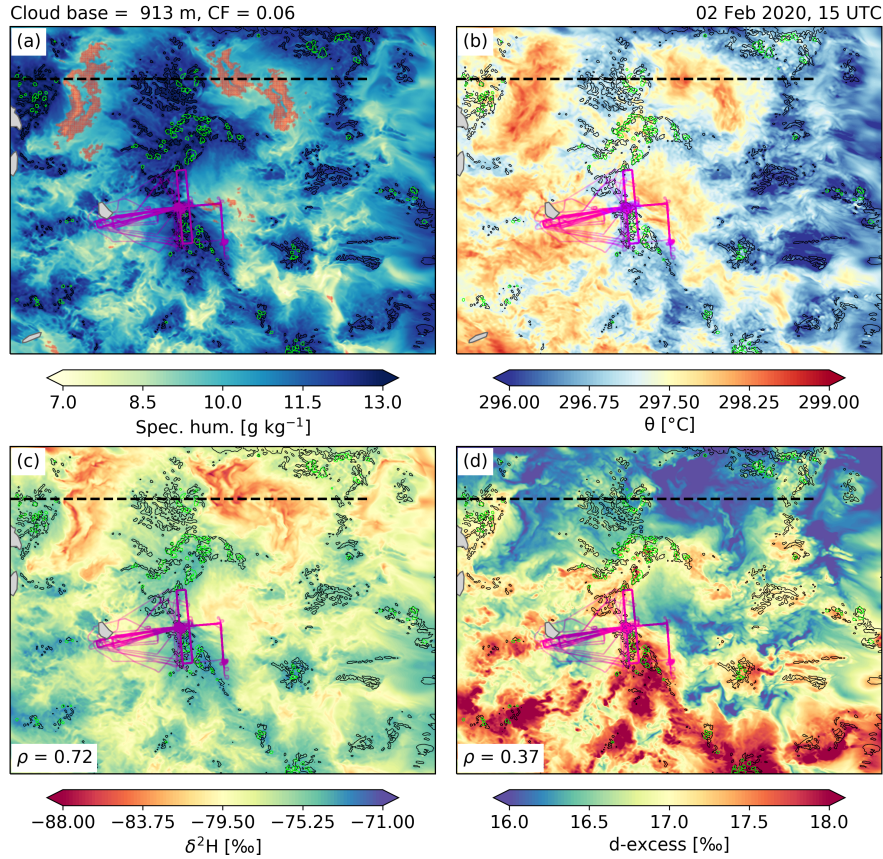 Cloud base = 913 m, CF = 0.06
02 Feb 2020, 15 UTC
(a)
(b)
7.0 8.5 10.0 11.5 13.0
Spec. hum. [g kg⁻¹]
296.00 296.75 297.50 298.25 299.00
θ [°C]
(c)
(d)
ρ = 0.72
ρ = 0.37
−88.00 −83.75 −79.50 −75.25 −71.00
δ²H [‰]
16.0 16.5 17.0 17.5 18.0
d-excess [‰]